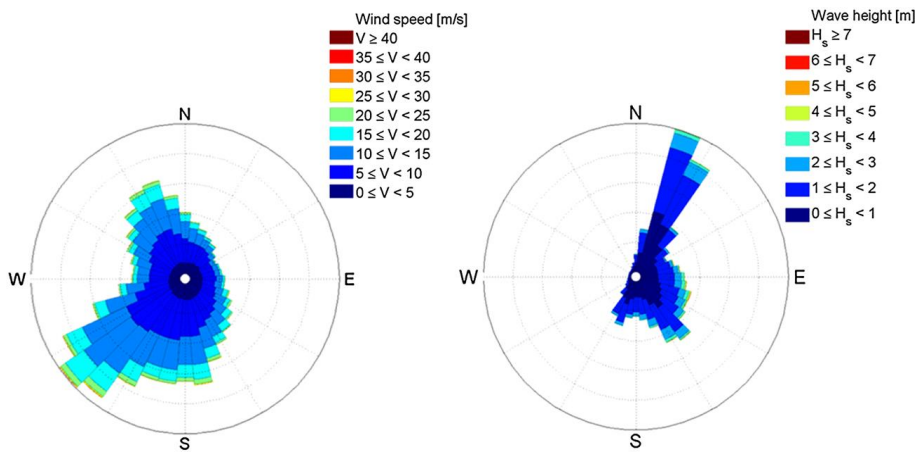 Wind speed [m/s]
V ≥ 40
35 ≤ V < 40
30 ≤ V < 35
25 ≤ V < 30
20 ≤ V < 25
15 ≤ V < 20
10 ≤ V < 15
5 ≤ V < 10
0 ≤ V < 5
N
W
E
S
Wave height [m]
Hs ≥ 7
6 ≤ Hs < 7
5 ≤ Hs < 6
4 ≤ Hs < 5
3 ≤ Hs < 4
2 ≤ Hs < 3
1 ≤ Hs < 2
0 ≤ Hs < 1
N
W
E
S